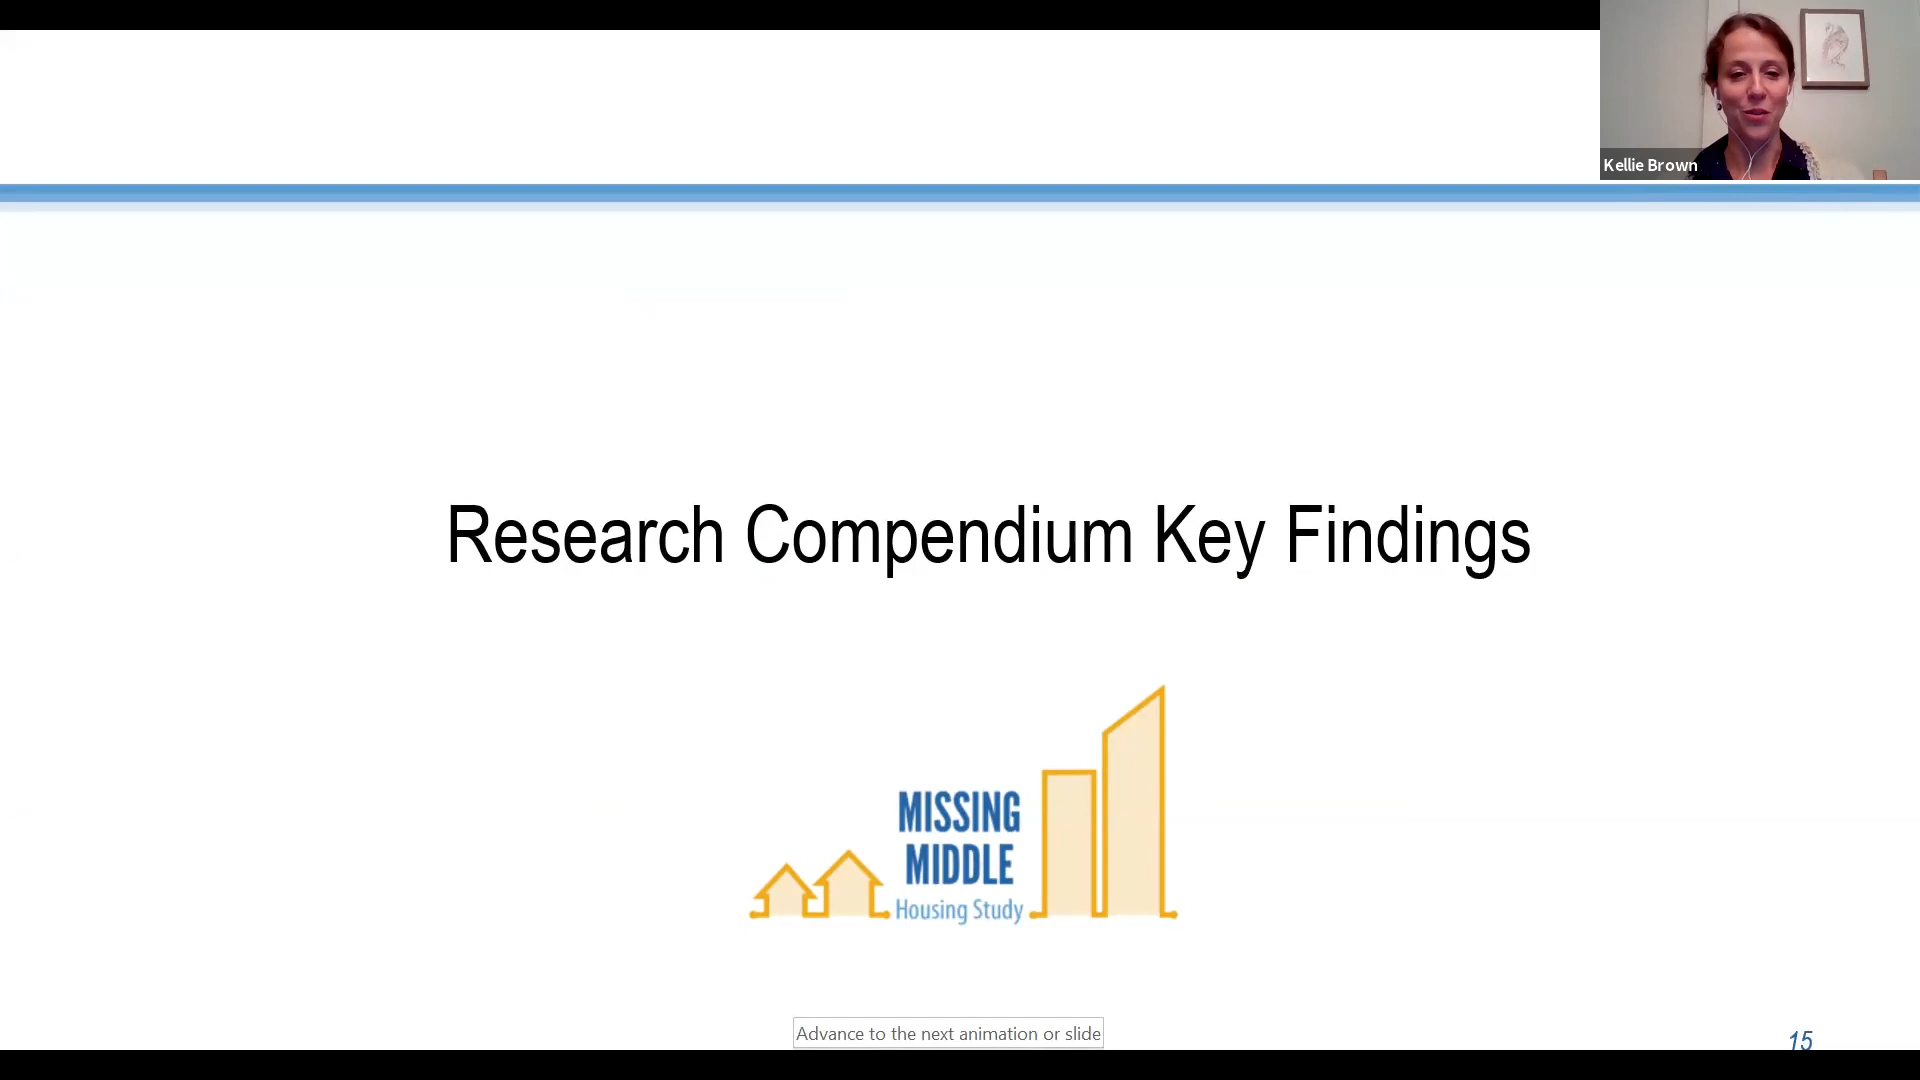 Kellie Brown
Research Compendium Key Findings
MISSING
MIDDLE
Housing Study
Advance to the next animation or slide
15